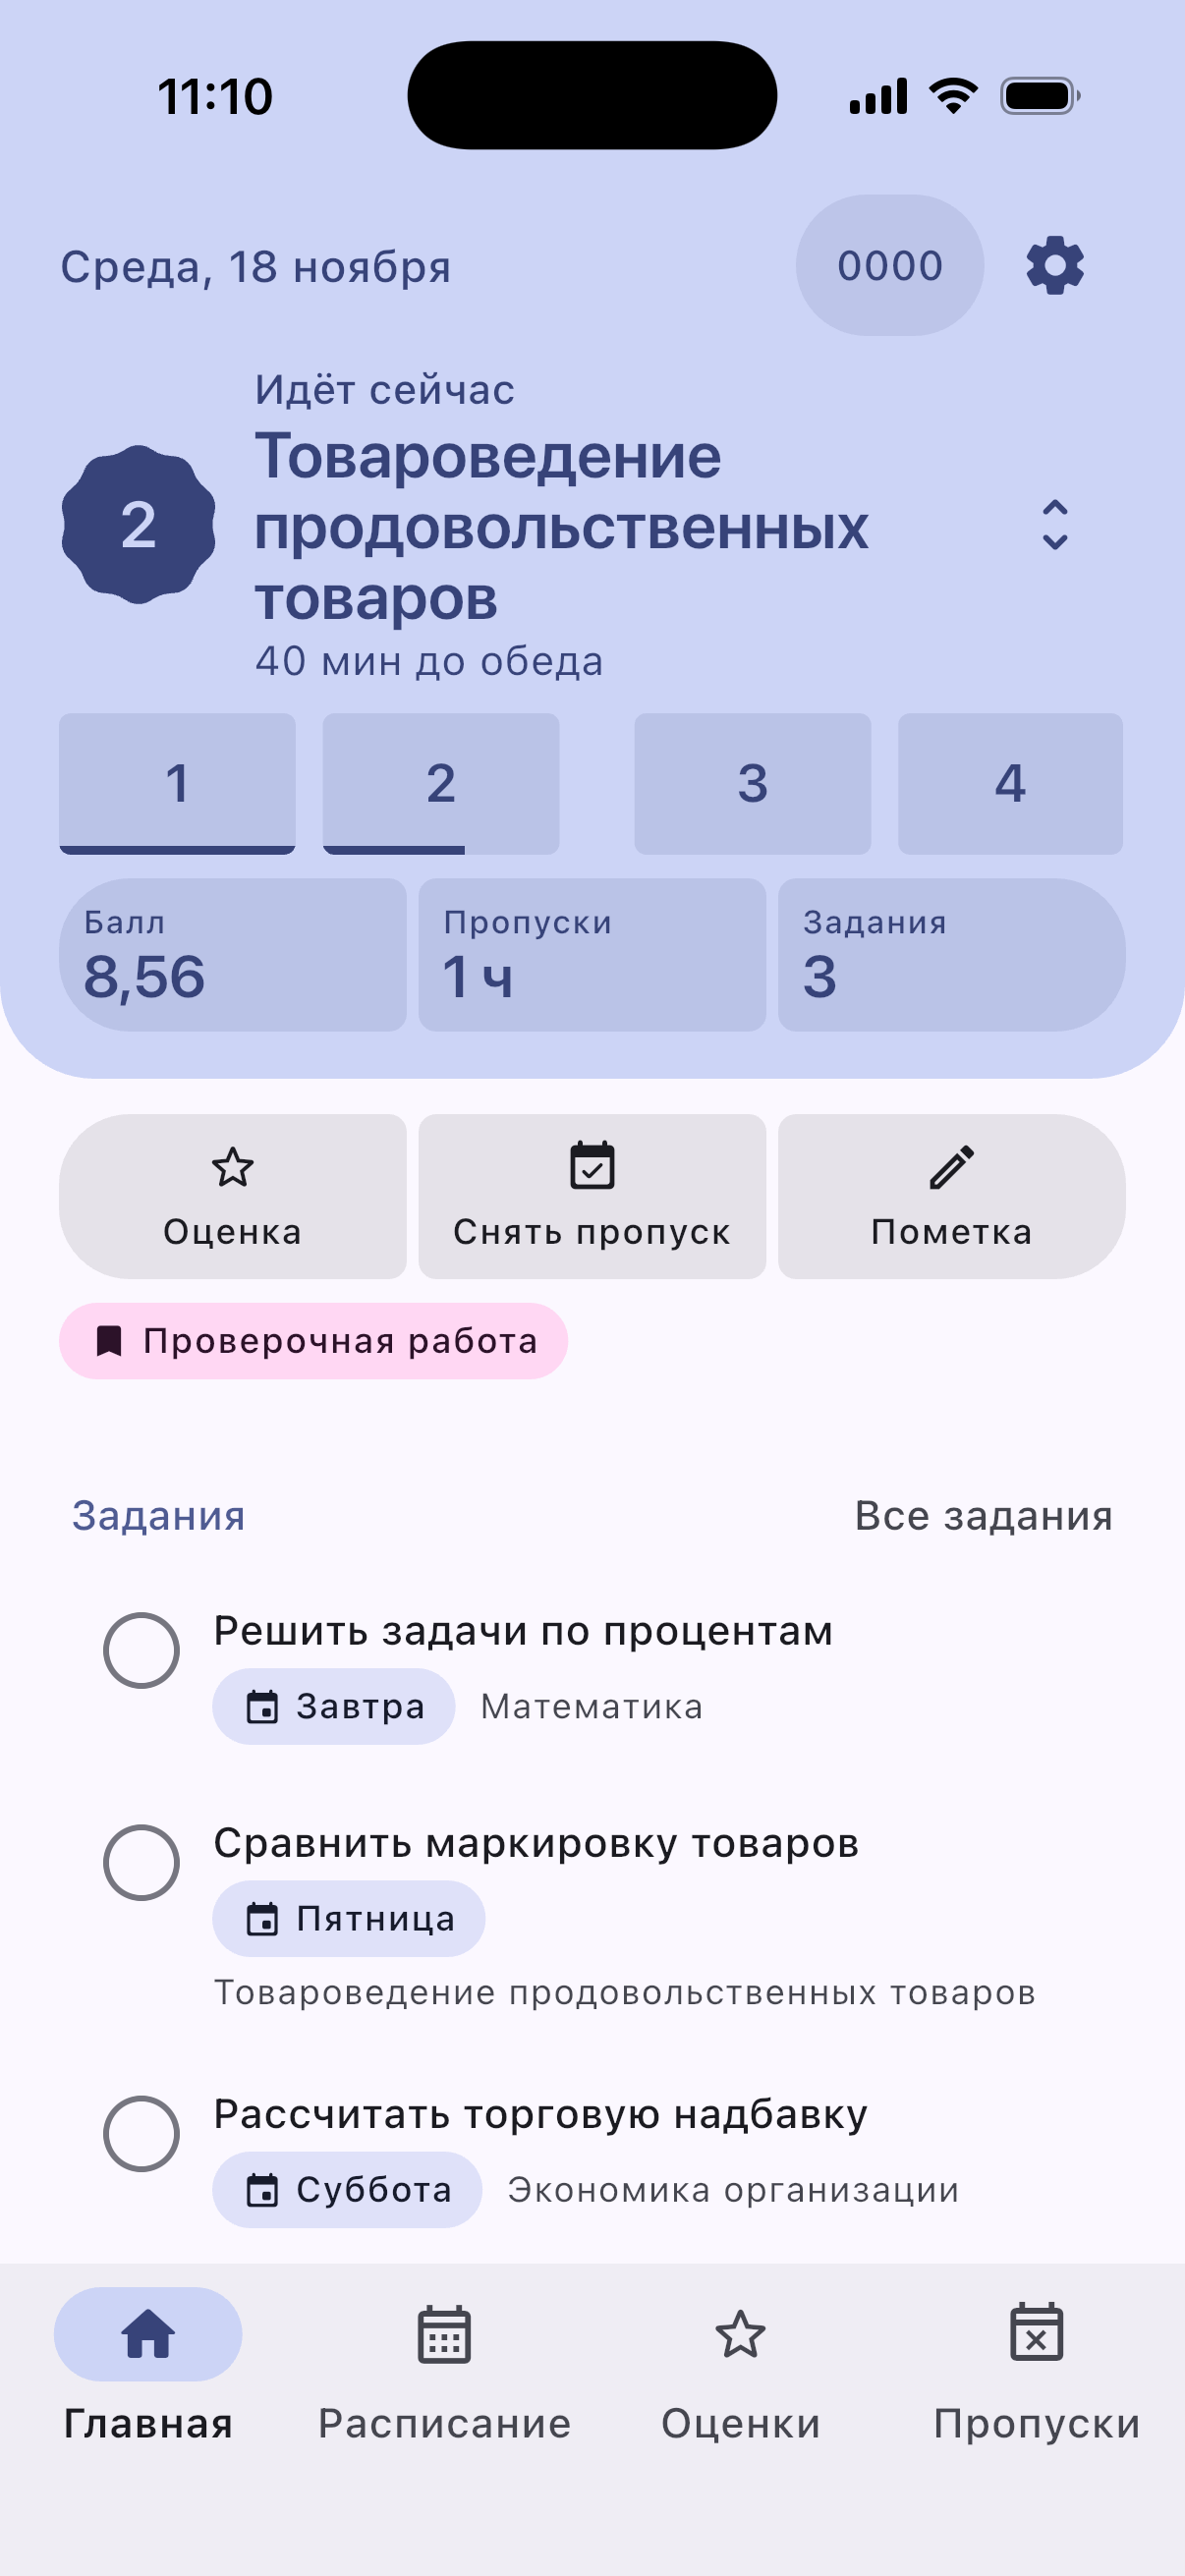 11:10
Среда, 18 ноября
0000
Идёт сейчас
2
Товароведение
продовольственных
товаров
40 мин до обеда
1 2 3 4
Балл Пропуски Задания
8,56 1 ч 3
Оценка Снять пропуск Пометка
Проверочная работа
Задания Все задания
Решить задачи по процентам
Завтра Математика
Сравнить маркировку товаров
Пятница
Товароведение продовольственных товаров
Рассчитать торговую надбавку
Суббота Экономика организации
Главная Расписание Оценки Пропуски